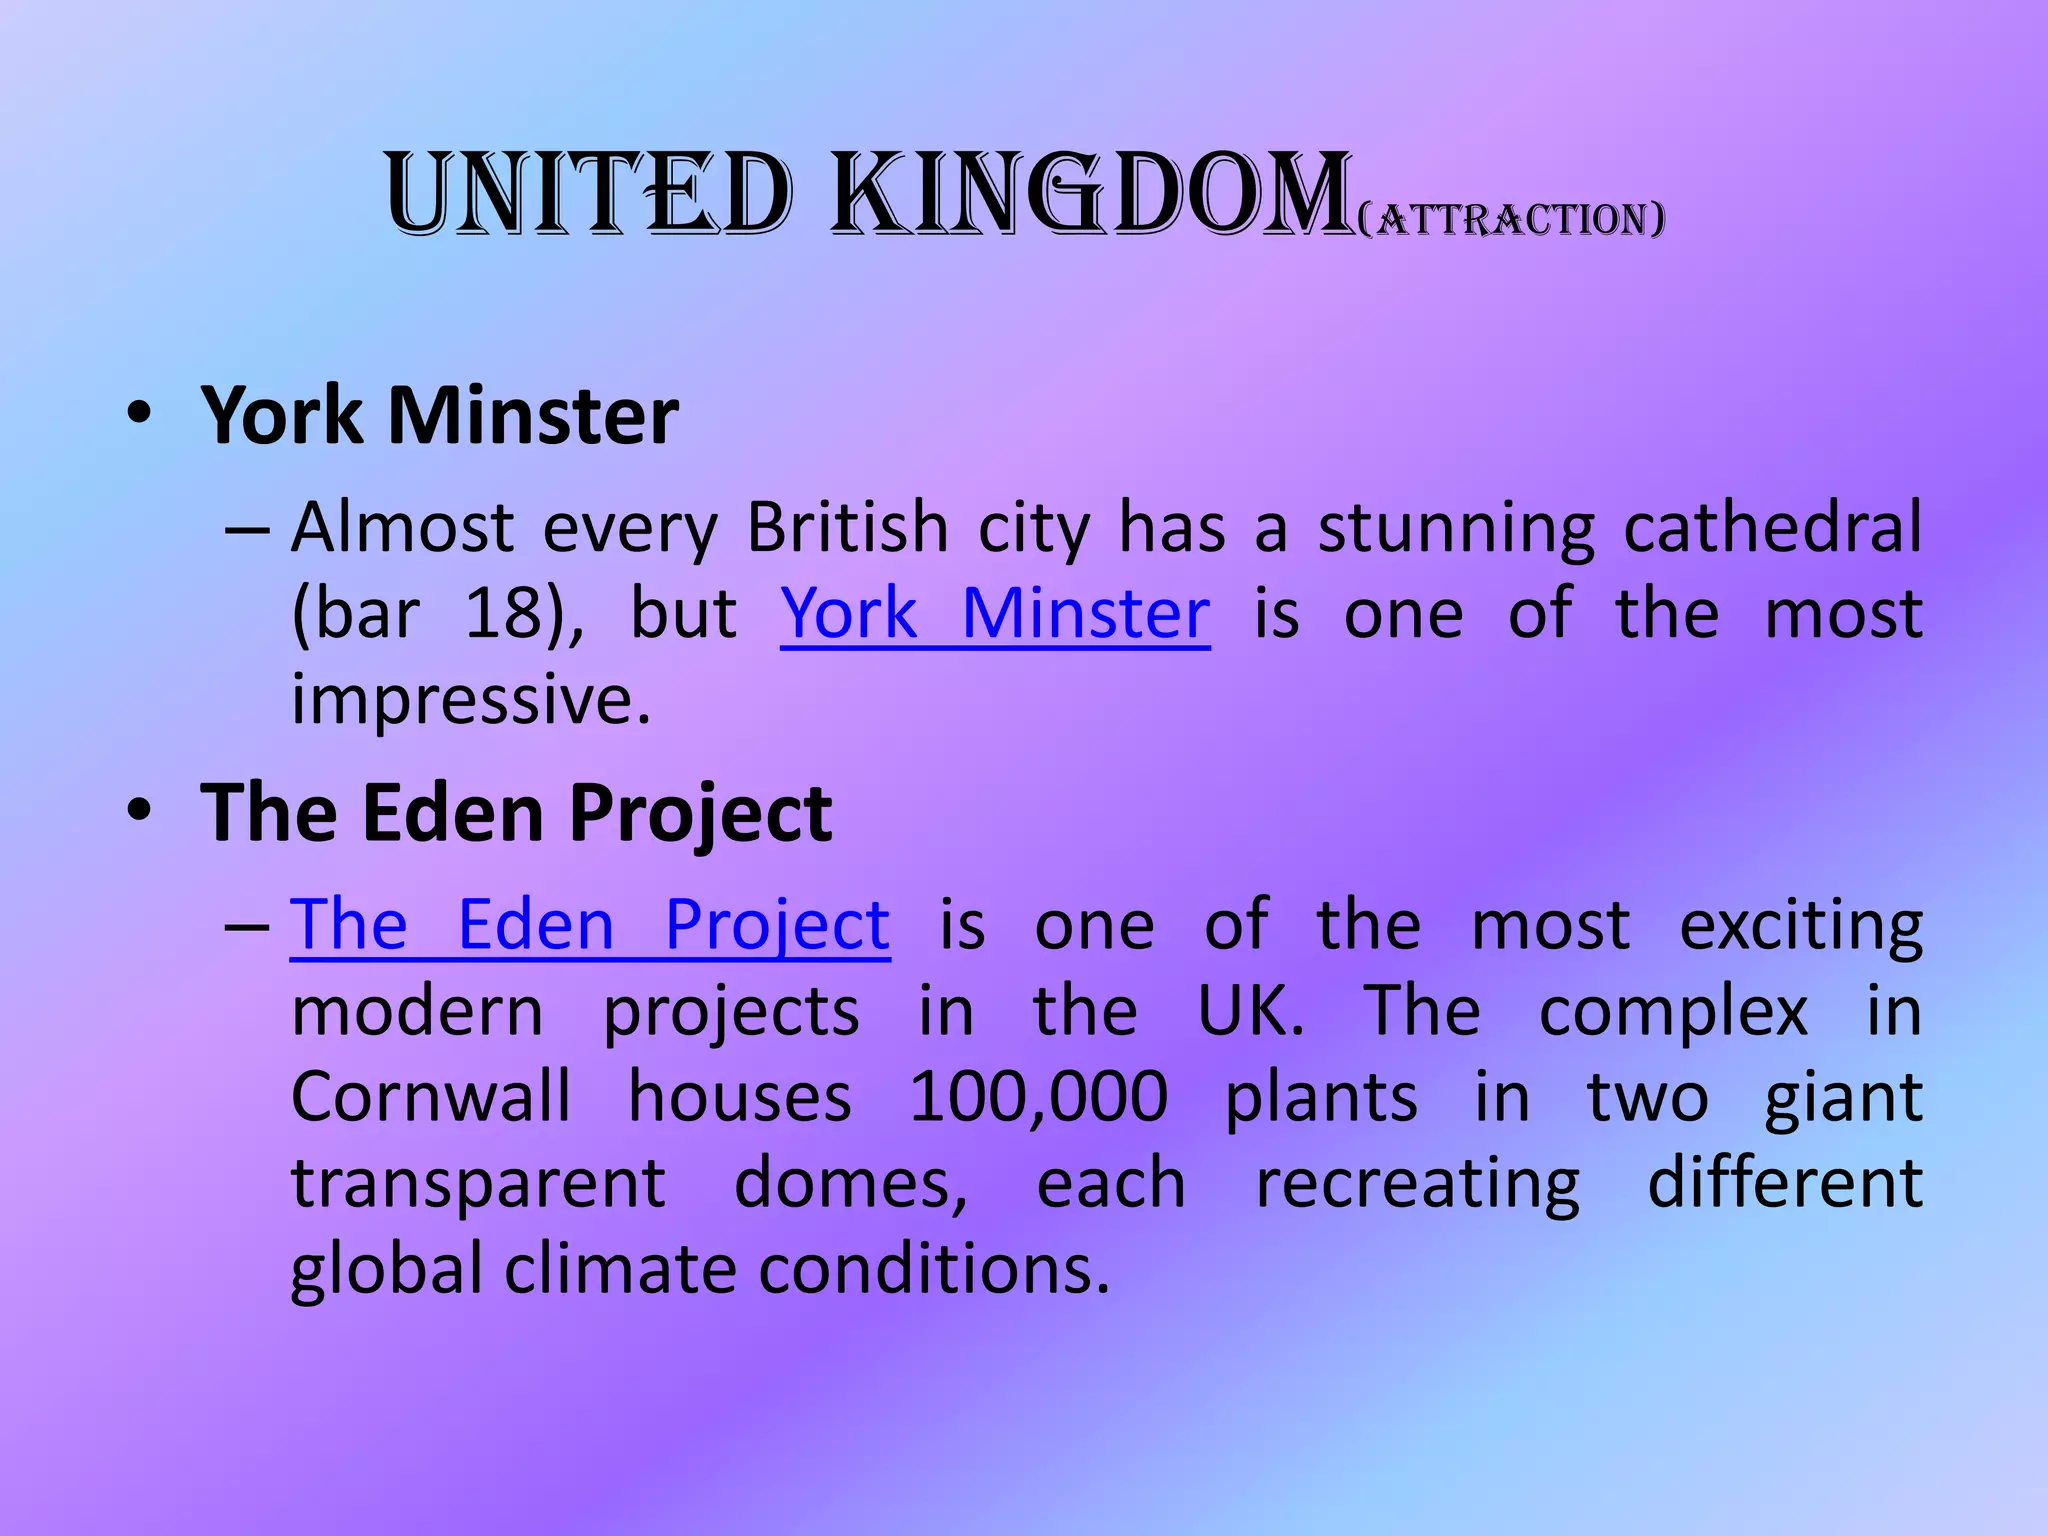 UNITED KINGDOM(ATTRACTION)
• York Minster
– Almost every British city has a stunning cathedral
(bar 18), but York Minster is one of the most
impressive.
• The Eden Project
– The Eden Project is one of the most exciting
modern projects in the UK. The complex in
Cornwall houses 100,000 plants in two giant
transparent domes, each recreating different
global climate conditions.